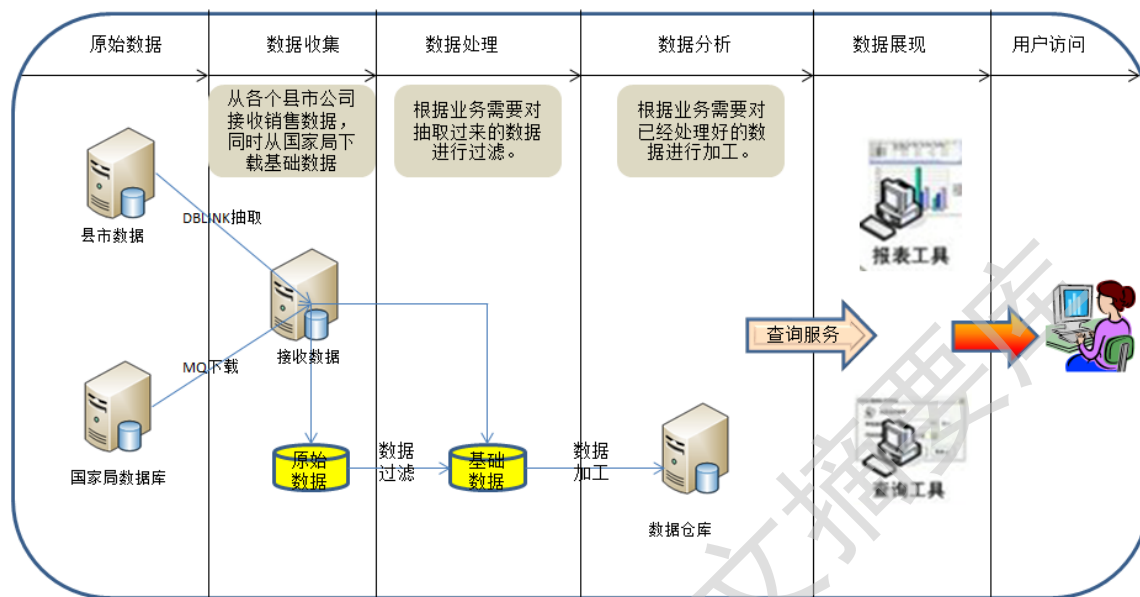 原始数据
数据收集
数据处理
数据分析
数据展现
用户访问
从各个县市公司
接收销售数据，
同时从国家局下
载基础数据
根据业务需要对
抽取过来的数据
进行过滤。
根据业务需要对
已经处理好的数
据进行加工。
县市数据
DBLINK抽取
报表工具
接收数据
查询服务
MQ下载
国家局数据库
原始
数据
数据
过滤
基础
数据
数据
加工
数据仓库
查询工具
文摘要库